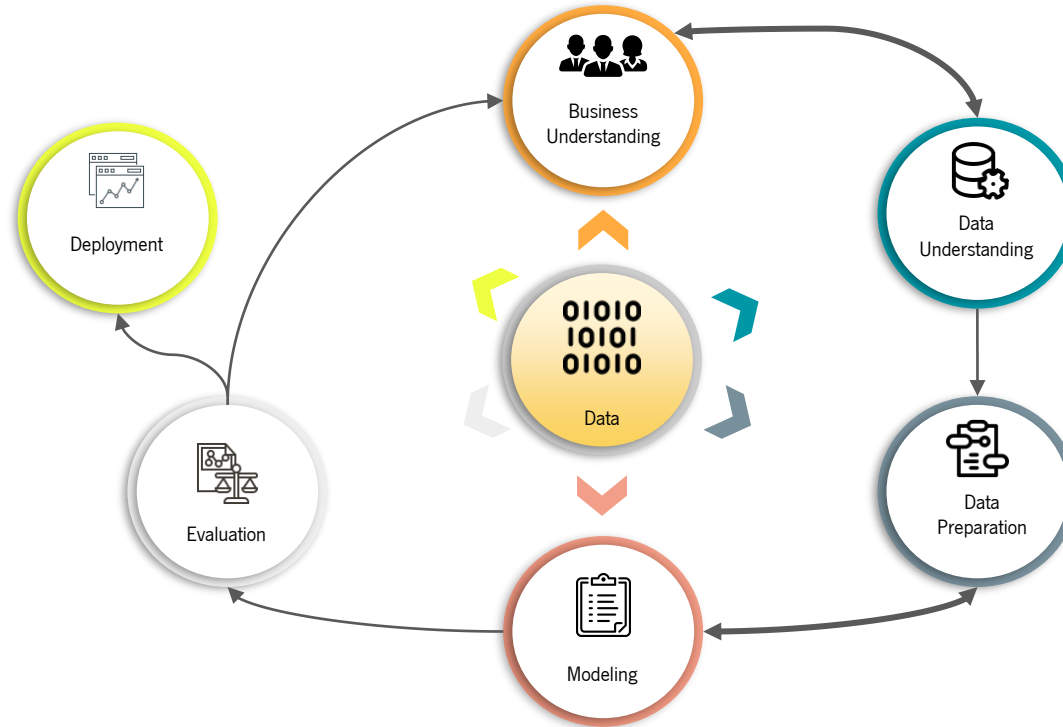 Business
Understanding
Data
Understanding
Deployment
01010
10101
01010
Data
Data
Preparation
Evaluation
Modeling